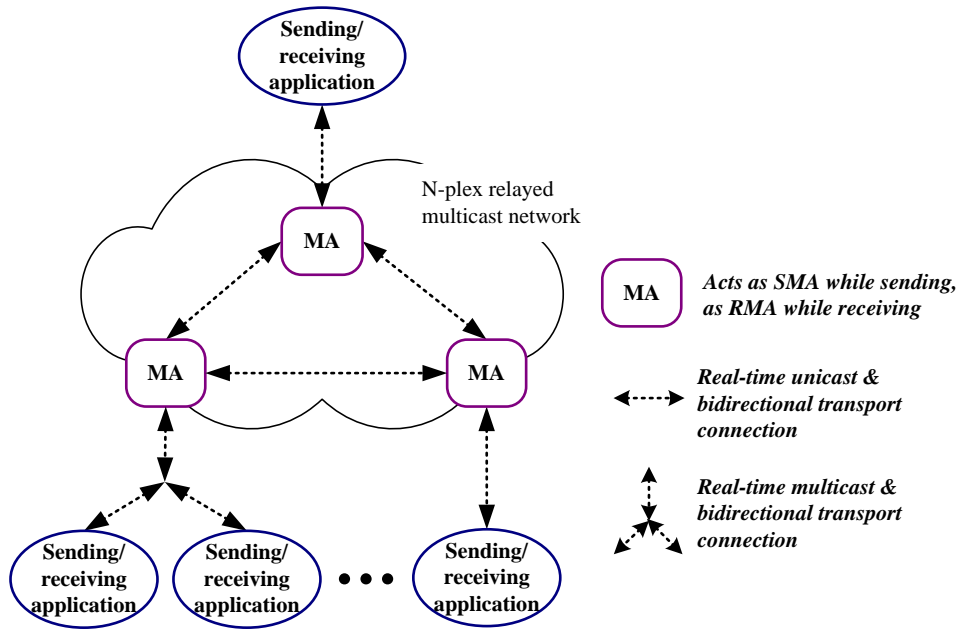 Sending/
receiving
application
N-plex relayed
multicast network
MA
MA
MA
MA
Acts as SMA while sending,
as RMA while receiving
Real-time unicast &
bidirectional transport
connection
Real-time multicast &
bidirectional transport
connection
Sending/
receiving
application
Sending/
receiving
application
Sending/
receiving
application